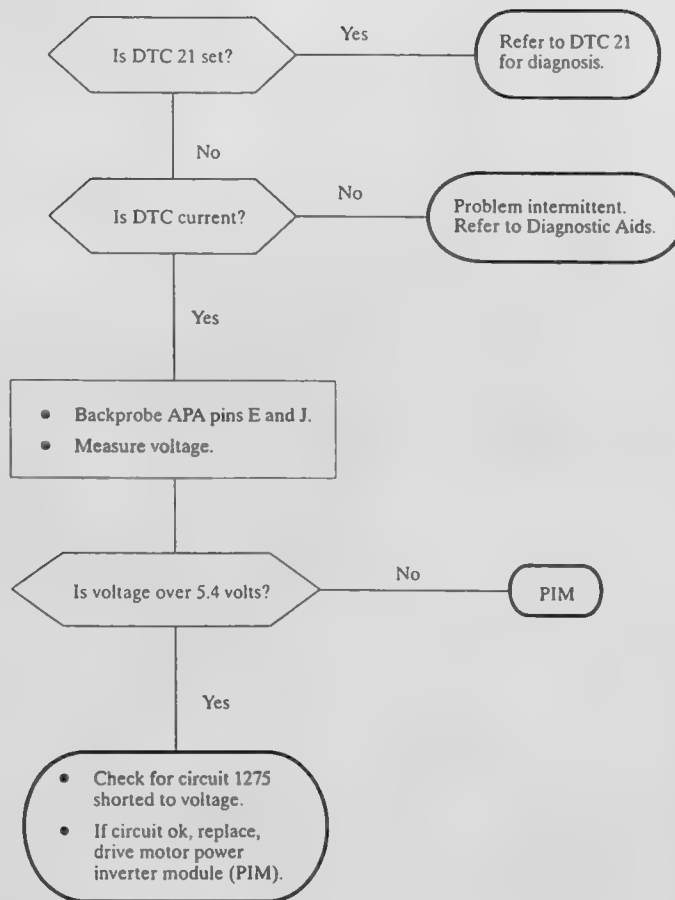 Is DTC 21 set?
Yes
Refer to DTC 21
for diagnosis.
No
Is DTC current?
No
Problem intermittent.
Refer to Diagnostic Aids.
Yes
• Backprobe APA pins E and J.
• Measure voltage.
Is voltage over 5.4 volts?
No
PIM
Yes
• Check for circuit 1275
shorted to voltage.
• If circuit ok, replace,
drive motor power
inverter module (PIM).